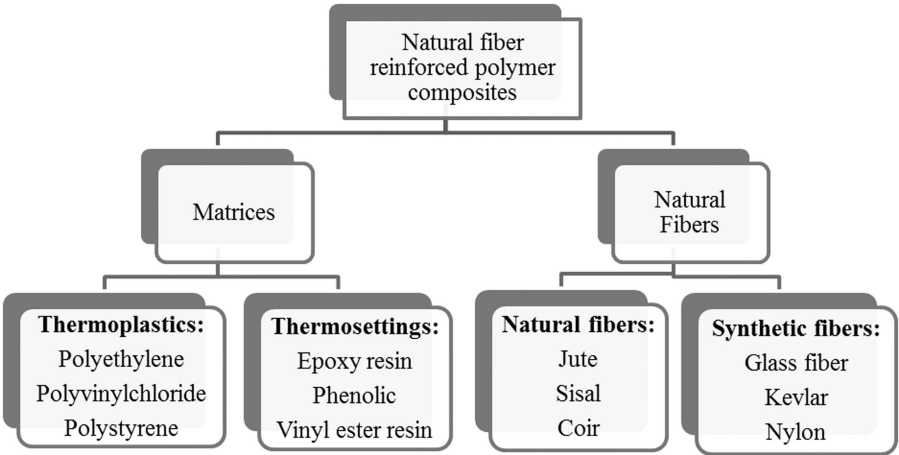 Natural fiber
reinforced polymer
composites
Matrices
Natural
Fibers
Thermoplastics:
Polyethylene
Polyvinylchloride
Polystyrene
Thermosettings:
Epoxy resin
Phenolic
Vinyl ester resin
Natural fibers:
Jute
Sisal
Coir
Synthetic fibers:
Glass fiber
Kevlar
Nylon